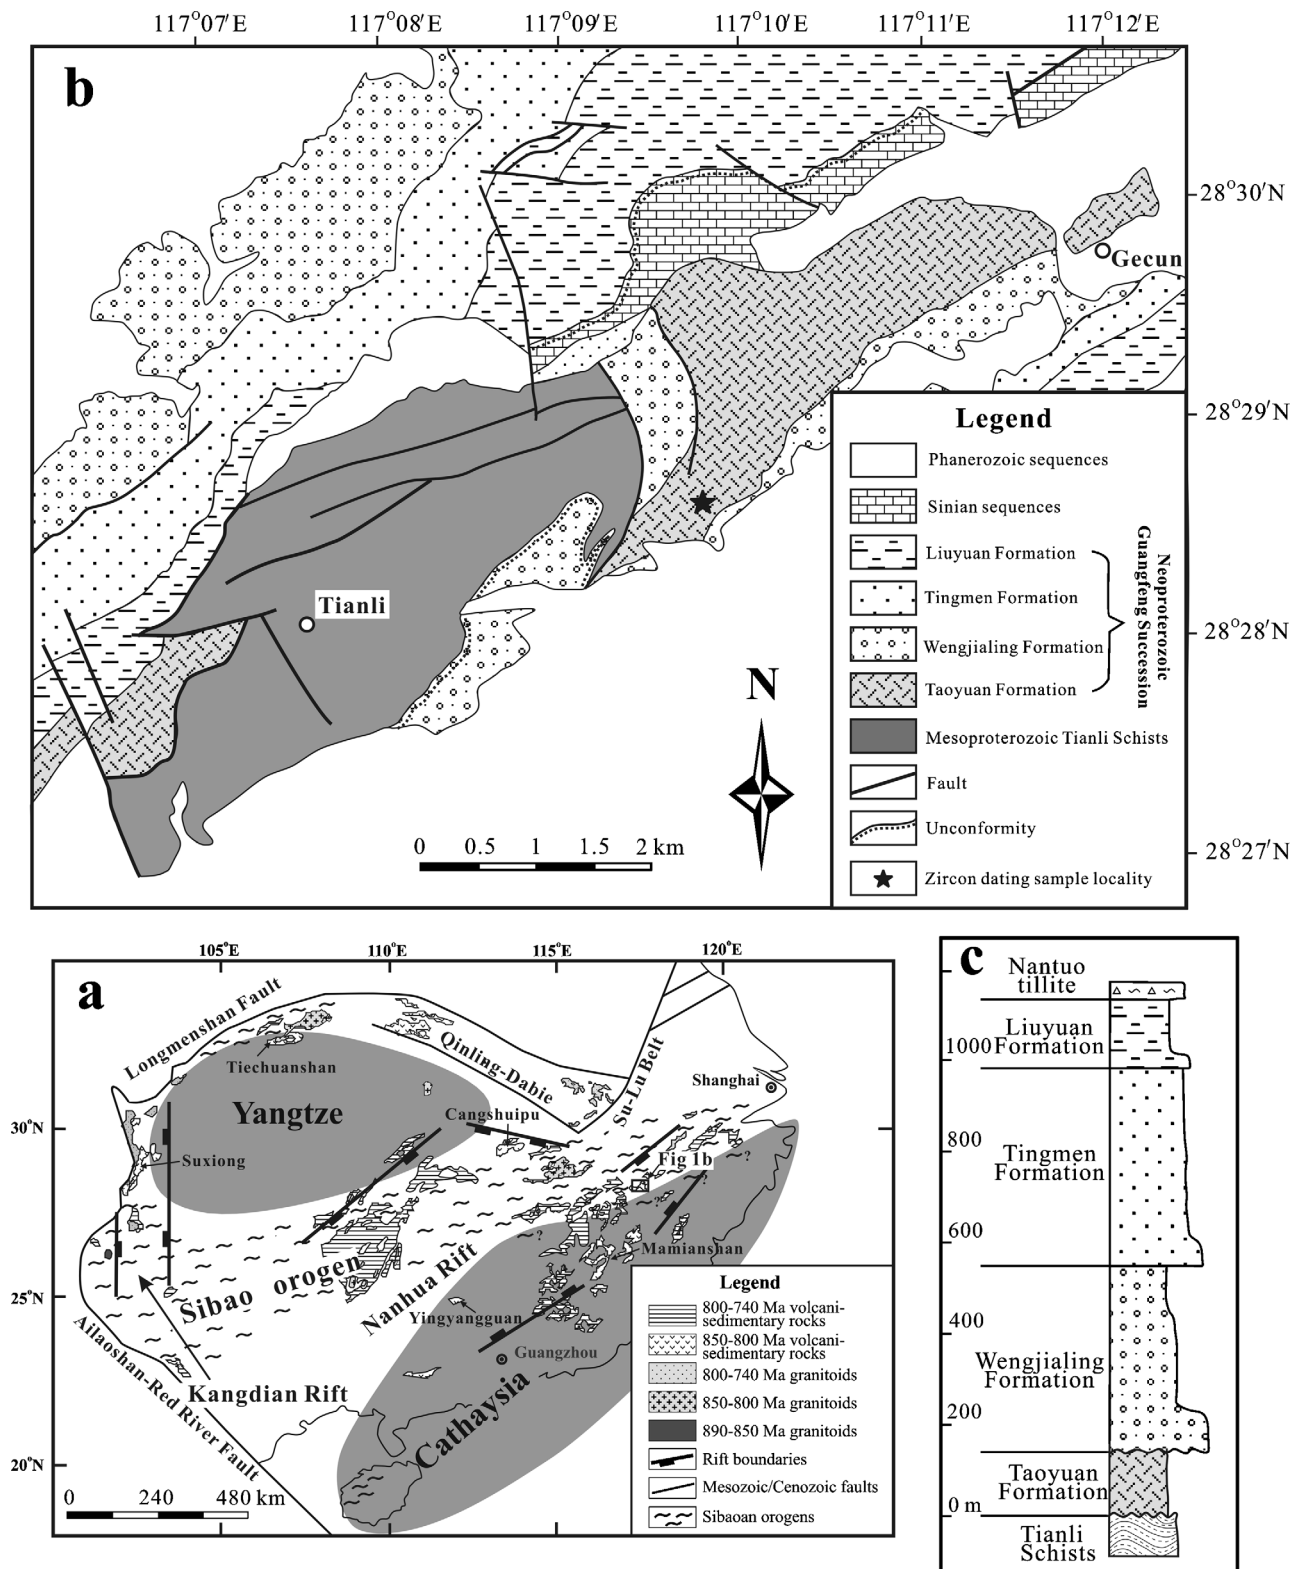 117°07′E
117°08′E
117°09′E
117°10′E
117°11′E
117°12′E
b
28°30′N
Gecun
28°29′N
Tianli
28°28′N
28°27′N
N
0 0.5 1 1.5 2 km
Legend
Phanerozoic sequences
Sinian sequences
Liuyuan Formation
Tingmen Formation
Wengjialing Formation
Taoyuan Formation
Neoproterozoic
Guangfeng Succession
Mesoproterozoic Tianli Schists
Fault
Unconformity
Zircon dating sample locality
105°E
110°E
115°E
120°E
a
Longmenshan Fault
Tiechuanshan
Qinling-Dabie
Su-Lu Belt
Shanghai
30°N
Yangtze
Cangshuipu
Suxiong
Fig 1b
?
?
?
?
Mamianshan
Sibao orogen
Nanhua Rift
25°N
Yingyangguan
Guangzhou
Ailaoshan-Red River Fault
Kangdian Rift
Cathaysia
20°N
0 240 480 km
Legend
800-740 Ma volcani-
sedimentary rocks
850-800 Ma volcani-
sedimentary rocks
800-740 Ma granitoids
850-800 Ma granitoids
890-850 Ma granitoids
Rift boundaries
Mesozoic/Cenozoic faults
Sibaoan orogens
c
Nantuo
tillite
Liuyuan
Formation
1000
Tingmen
Formation
800
600
400
Wengjialing
Formation
200
Taoyuan
Formation
0 m
Tianli
Schists